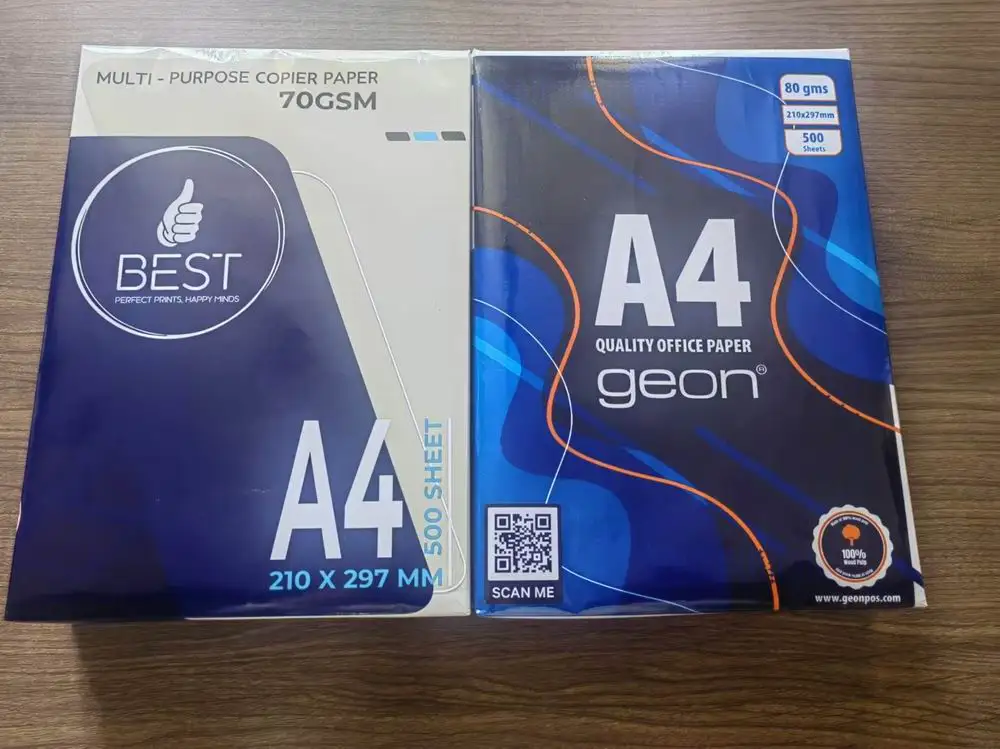 MULTI - PURPOSE COPIER PAPER
70GSM
BEST
PERFECT PRINTS, HAPPY MINDS
A4
500 SHEET
210 X 297 MM
80 gms
210x297mm
500
Sheets
A4
QUALITY OFFICE PAPER
geon®
SCAN ME
100%
Wood Pulp
www.geonpos.com